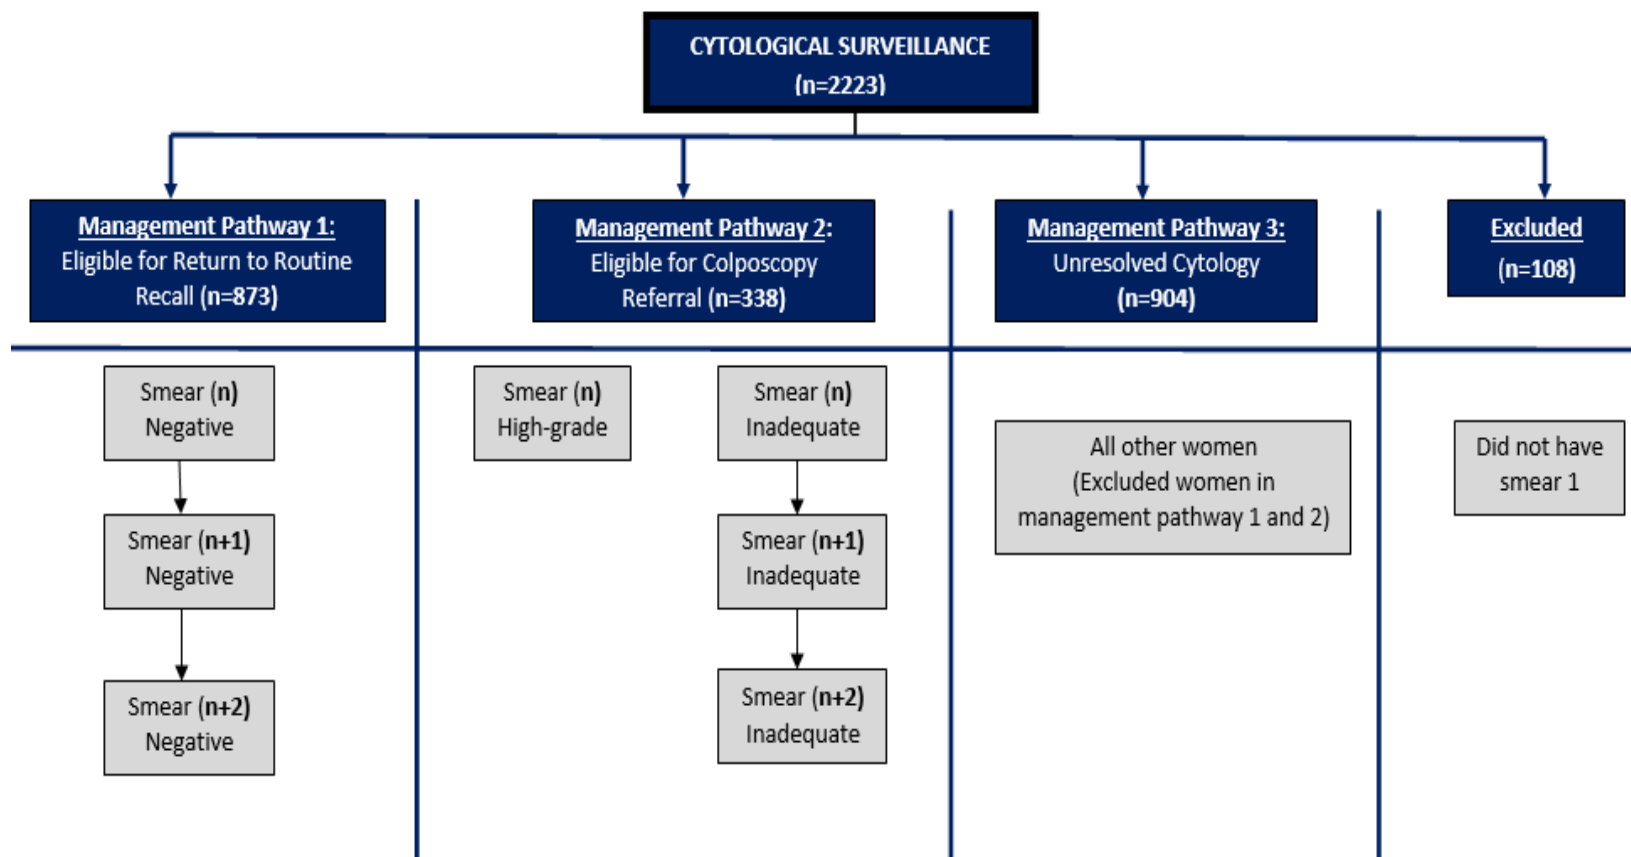 CYTOLOGICAL SURVEILLANCE
(n=2223)
Management Pathway 1:
Eligible for Return to Routine
Recall (n=873)
Management Pathway 2:
Eligible for Colposcopy
Referral (n=338)
Management Pathway 3:
Unresolved Cytology
(n=904)
Excluded
(n=108)
Smear (n)
Negative
Smear (n+1)
Negative
Smear (n+2)
Negative
Smear (n)
High-grade
Smear (n)
Inadequate
Smear (n+1)
Inadequate
Smear (n+2)
Inadequate
All other women
(Excluded women in
management pathway 1 and 2)
Did not have
smear 1